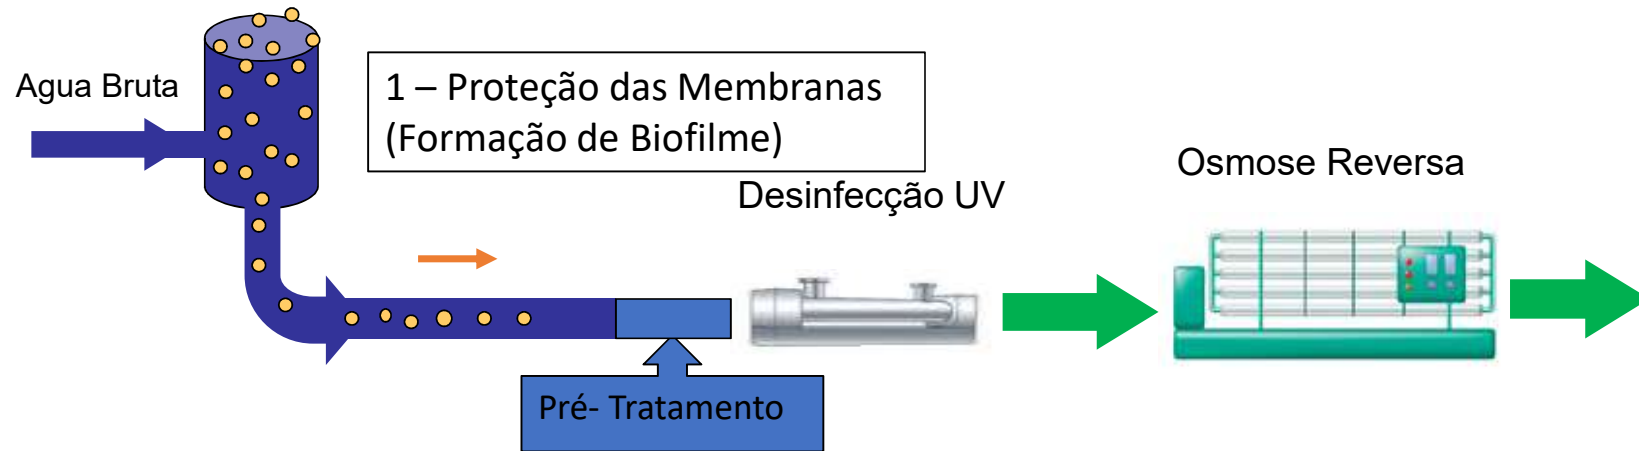 Agua Bruta
1 – Proteção das Membranas
(Formação de Biofilme)
Desinfecção UV
Osmose Reversa
Pré- Tratamento